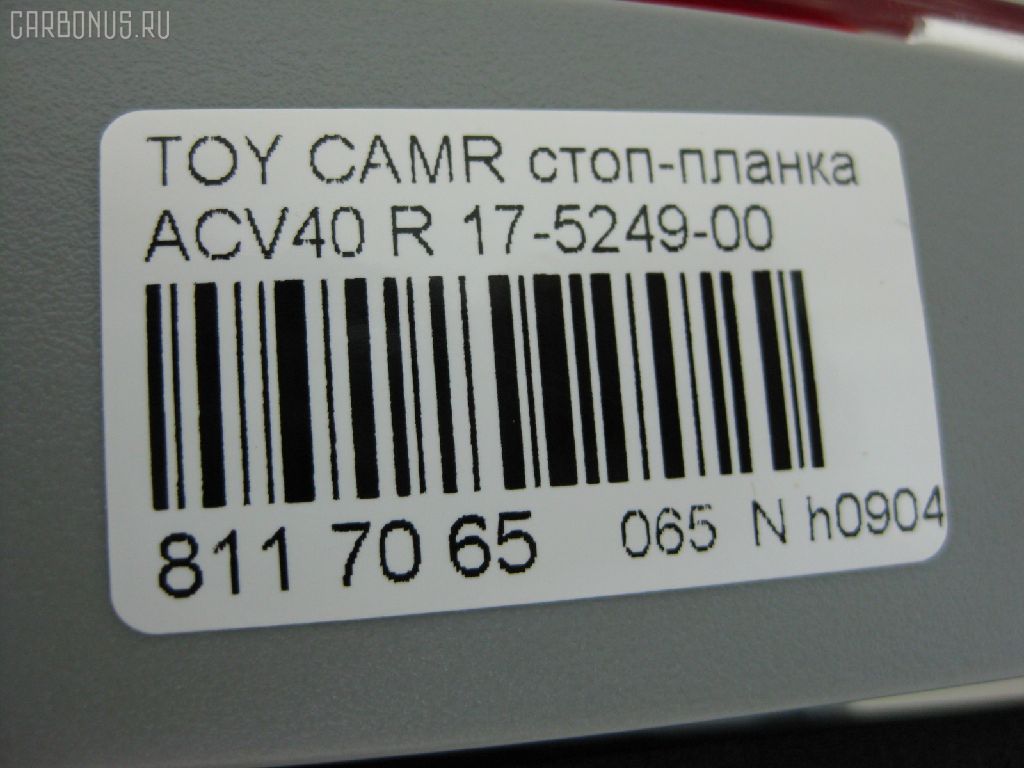 CARBONUS.RU
TOY CAMR стоп-планка
ACV40 R 17-5249-00
811 70 65 065 N h0904